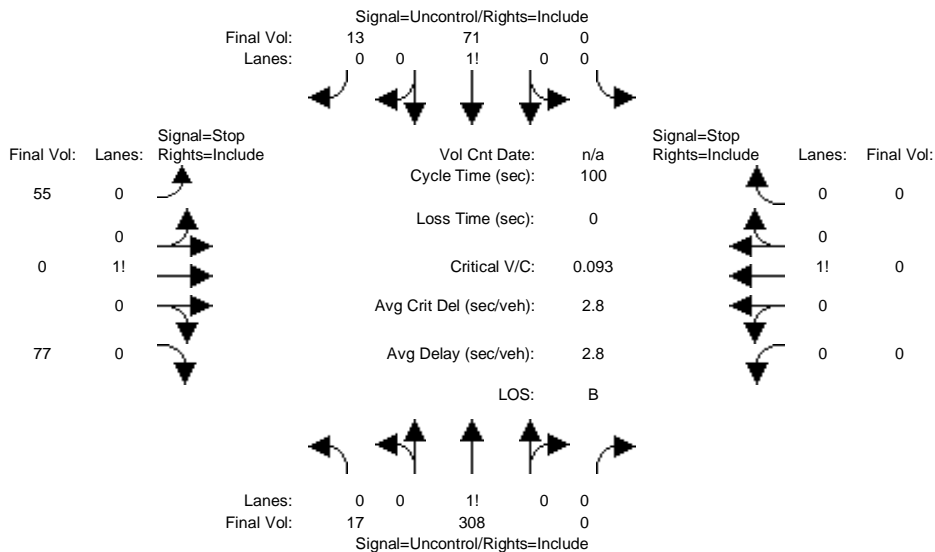 Signal=Uncontrol/Rights=Include
Final Vol: 13 71 0
Lanes: 0 0 1! 0 0
Signal=Stop Signal=Stop
Final Vol: Lanes: Rights=Include Vol Cnt Date: n/a Rights=Include Lanes: Final Vol:
Cycle Time (sec): 100
55 0 0 0
Loss Time (sec): 0
0 0
0 1! Critical V/C: 0.093 1! 0
0 Avg Crit Del (sec/veh): 2.8 0
77 0 Avg Delay (sec/veh): 2.8 0 0
LOS: B
Lanes: 0 0 1! 0 0
Final Vol: 17 308 0
Signal=Uncontrol/Rights=Include